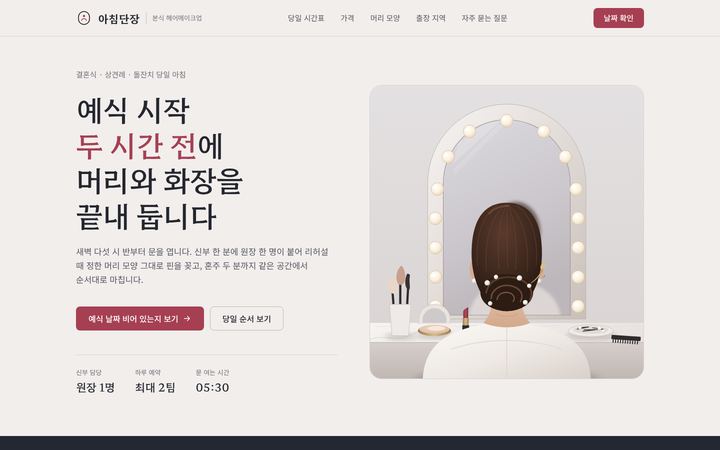 아침단장 본식 헤어메이크업
당일 시간표 가격 머리 모양 출장 지역 자주 묻는 질문
날짜 확인
결혼식 · 상견례 · 돌잔치 당일 아침
예식 시작
두 시간 전에
머리와 화장을
끝내 둡니다
새벽 다섯 시 반부터 문을 엽니다. 신부 한 분에 원장 한 명이 붙어 리허설
때 정한 머리 모양 그대로 핀을 꽂고, 혼주 두 분까지 같은 공간에서
순서대로 마칩니다.
예식 날짜 비어 있는지 보기 →
당일 순서 보기
신부 담당 하루 예약 문 여는 시간
원장 1명 최대 2팀 05:30